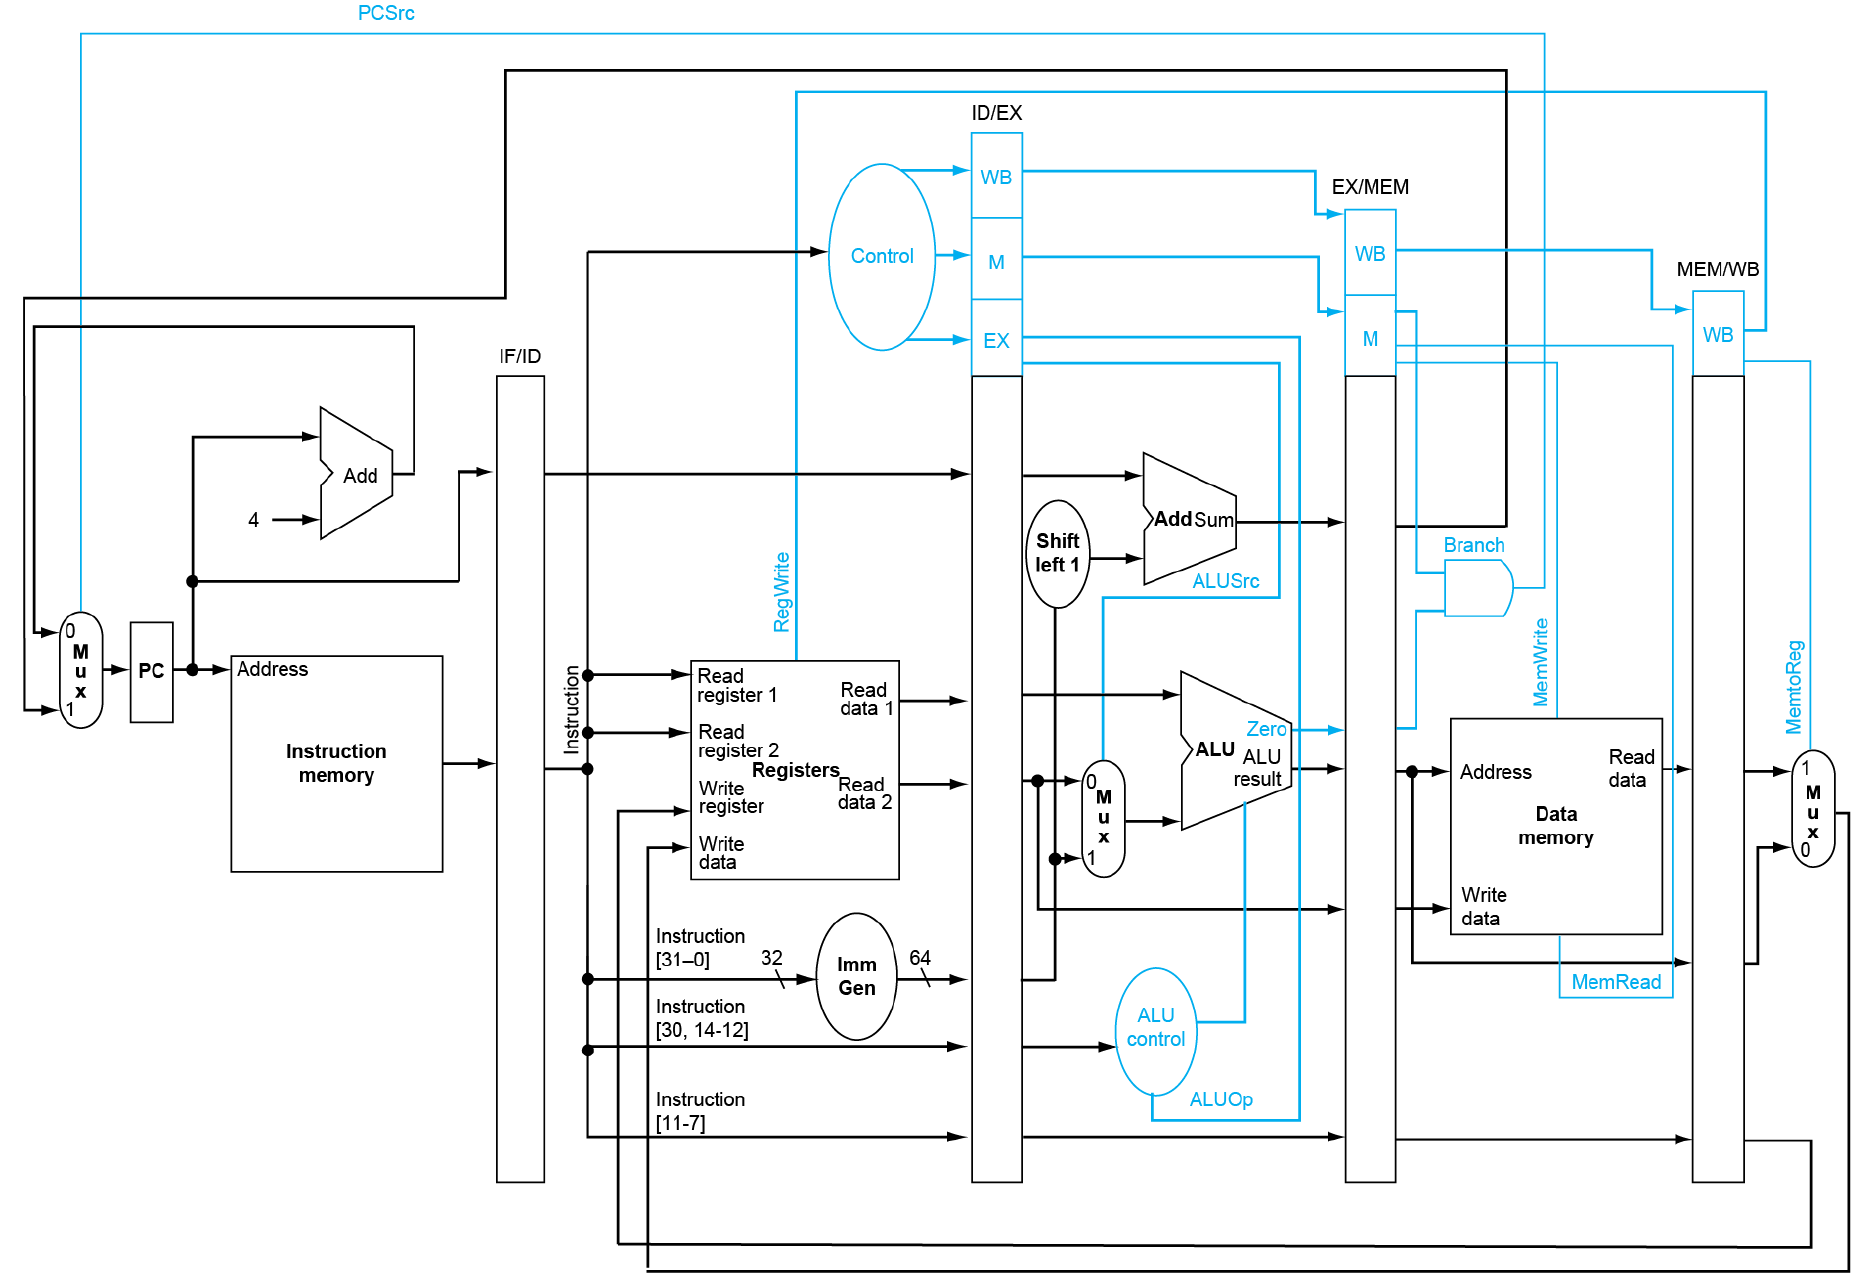 PCSrc
ID/EX
WB
EX/MEM
Control
M
WB
MEM/WB
EX
M
WB
IF/ID
Add
4
Shift
left 1
Add Sum
Branch
ALUSrc
RegWrite
MemWrite
MemtoReg
0
M
u
x
1
PC
Address
Instruction
memory
Instruction
Read
register 1
Read
data 1
Read
register 2
Registers
Write
register
Read
data 2
Write
data
0
M
u
x
1
Zero
ALU
ALU
result
Address
Read
data
Data
memory
Write
data
1
M
u
x
0
Instruction
[31–0]
32
Imm
Gen
64
MemRead
Instruction
[30, 14-12]
ALU
control
Instruction
[11-7]
ALUOp